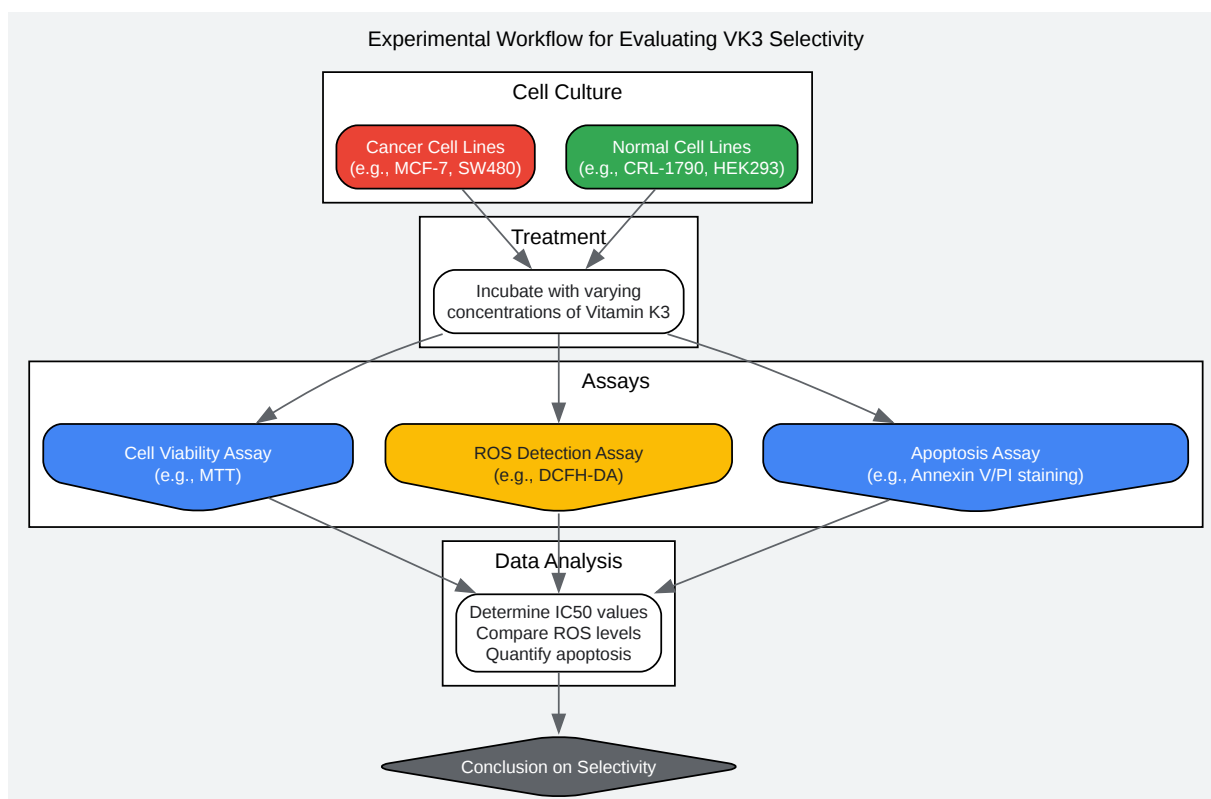 Experimental Workflow for Evaluating VK3 Selectivity
Cell Culture
Cancer Cell Lines
(e.g., MCF-7, SW480)
Normal Cell Lines
(e.g., CRL-1790, HEK293)
Treatment
Incubate with varying
concentrations of Vitamin K3
Assays
Cell Viability Assay
(e.g., MTT)
ROS Detection Assay
(e.g., DCFH-DA)
Apoptosis Assay
(e.g., Annexin V/PI staining)
Data Analysis
Determine IC50 values
Compare ROS levels
Quantify apoptosis
Conclusion on Selectivity